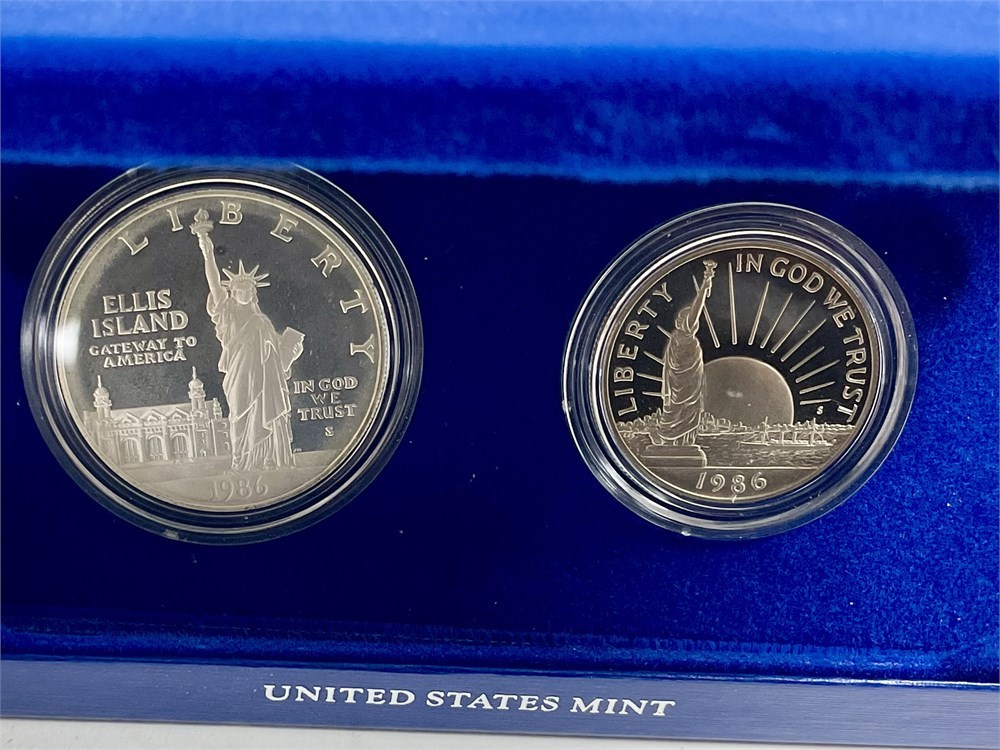 LIBERTY
ELLIS
ISLAND
GATEWAY TO
AMERICA
IN GOD
WE
TRUST
S
1986
LIBERTY
IN GOD WE TRUST
S
1986
UNITED STATES MINT